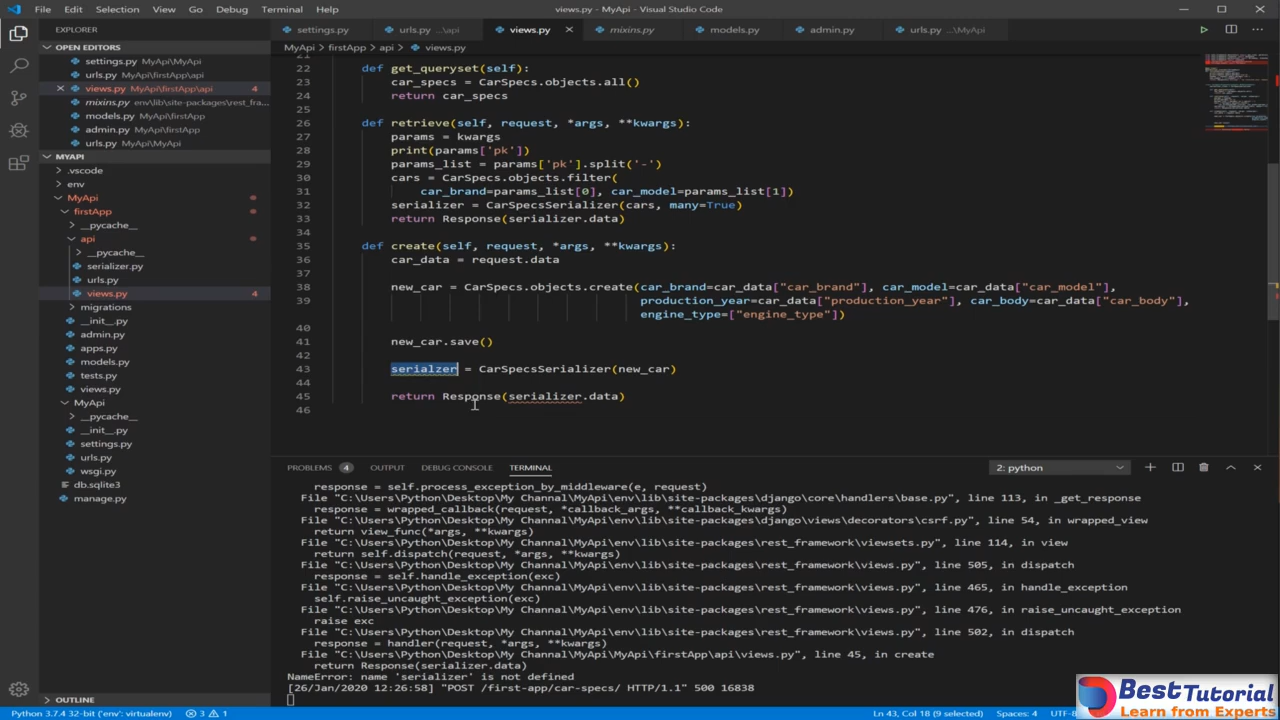 File Edit Selection View Go Debug Terminal Help views.py - MyApi - Visual Studio Code
EXPLORER
settings.py urls.py ...\api views.py mixins.py models.py admin.py urls.py ...\MyApi
MyApi > firstApp > api > views.py
OPEN EDITORS
settings.py MyApi\MyApi
urls.py MyApi\firstApp\api
views.py MyApi\firstApp\api 4
mixins.py env\lib\site-packages\rest_fra...
models.py MyApi\firstApp
admin.py MyApi\firstApp
urls.py MyApi\MyApi
MYAPI
.vscode
env
MyApi
firstApp
__pycache__
api
__pycache__
serializer.py
urls.py
views.py 4
migrations
__init__.py
admin.py
apps.py
models.py
tests.py
views.py
MyApi
__pycache__
__init__.py
settings.py
urls.py
wsgi.py
db.sqlite3
manage.py
OUTLINE
21
22 def get_queryset(self):
23 car_specs = CarSpecs.objects.all()
24 return car_specs
25
26 def retrieve(self, request, *args, **kwargs):
27 params = kwargs
28 print(params['pk'])
29 params_list = params['pk'].split('-')
30 cars = CarSpecs.objects.filter(
31 car_brand=params_list[0], car_model=params_list[1])
32 serializer = CarSpecsSerializer(cars, many=True)
33 return Response(serializer.data)
34
35 def create(self, request, *args, **kwargs):
36 car_data = request.data
37
38 new_car = CarSpecs.objects.create(car_brand=car_data["car_brand"], car_model=car_data["car_model"],
39 production_year=car_data["production_year"], car_body=car_data["car_body"],
engine_type=["engine_type"])
40
41 new_car.save()
42
43 serialzer = CarSpecsSerializer(new_car)
44
45 return Response(serializer.data)
46
PROBLEMS 4 OUTPUT DEBUG CONSOLE TERMINAL 2: python
response = self.process_exception_by_middleware(e, request)
File "C:\Users\Python\Desktop\My Channal\MyApi\env\lib\site-packages\django\core\handlers\base.py", line 113, in _get_response
response = wrapped_callback(request, *callback_args, **callback_kwargs)
File "C:\Users\Python\Desktop\My Channal\MyApi\env\lib\site-packages\django\views\decorators\csrf.py", line 54, in wrapped_view
return view_func(*args, **kwargs)
File "C:\Users\Python\Desktop\My Channal\MyApi\env\lib\site-packages\rest_framework\viewsets.py", line 114, in view
return self.dispatch(request, *args, **kwargs)
File "C:\Users\Python\Desktop\My Channal\MyApi\env\lib\site-packages\rest_framework\views.py", line 505, in dispatch
response = self.handle_exception(exc)
File "C:\Users\Python\Desktop\My Channal\MyApi\env\lib\site-packages\rest_framework\views.py", line 465, in handle_exception
self.raise_uncaught_exception(exc)
File "C:\Users\Python\Desktop\My Channal\MyApi\env\lib\site-packages\rest_framework\views.py", line 476, in raise_uncaught_exception
raise exc
File "C:\Users\Python\Desktop\My Channal\MyApi\env\lib\site-packages\rest_framework\views.py", line 502, in dispatch
response = handler(request, *args, **kwargs)
File "C:\Users\Python\Desktop\My Channal\MyApi\MyApi\firstApp\api\views.py", line 45, in create
return Response(serializer.data)
NameError: name 'serializer' is not defined
[26/Jan/2020 12:26:58] "POST /first-app/car-specs/ HTTP/1.1" 500 16838
BestTutorial
Learn from Experts
Python 3.7.4 32-bit ('env': virtualenv) 3 1 Ln 43, Col 18 (9 selected) Spaces: 4 UTF-8